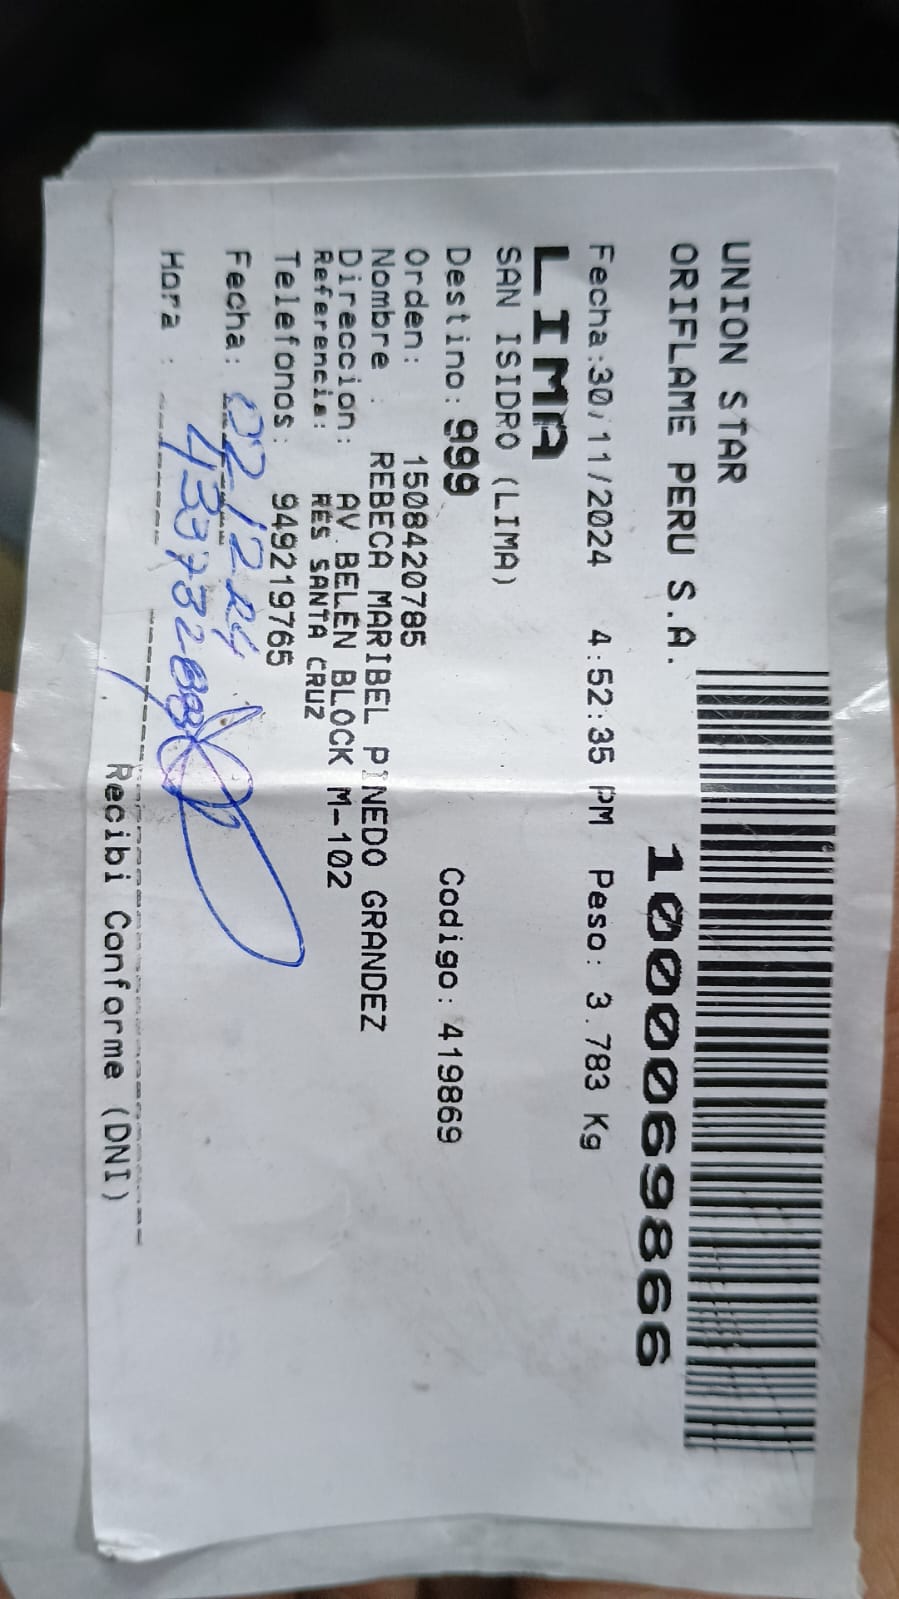 UNION STAR
ORIFLAME PERU S.A.
1000069866
Fecha:30/11/2024 4:52:35 PM Peso: 3.783 Kg
LIMA
SAN ISIDRO (LIMA)
Destino: 999 Codigo: 419869
Orden: 1508420785
Nombre : REBECA MARIBEL PINEDO GRANDEZ
Direccion: AV. BELEN BLOCK M-102
Referencia: RES SANTA CRUZ
Telefonos: 949219765
Fecha: 02/12/24
Hora :
Recibi Conforme (DNI)